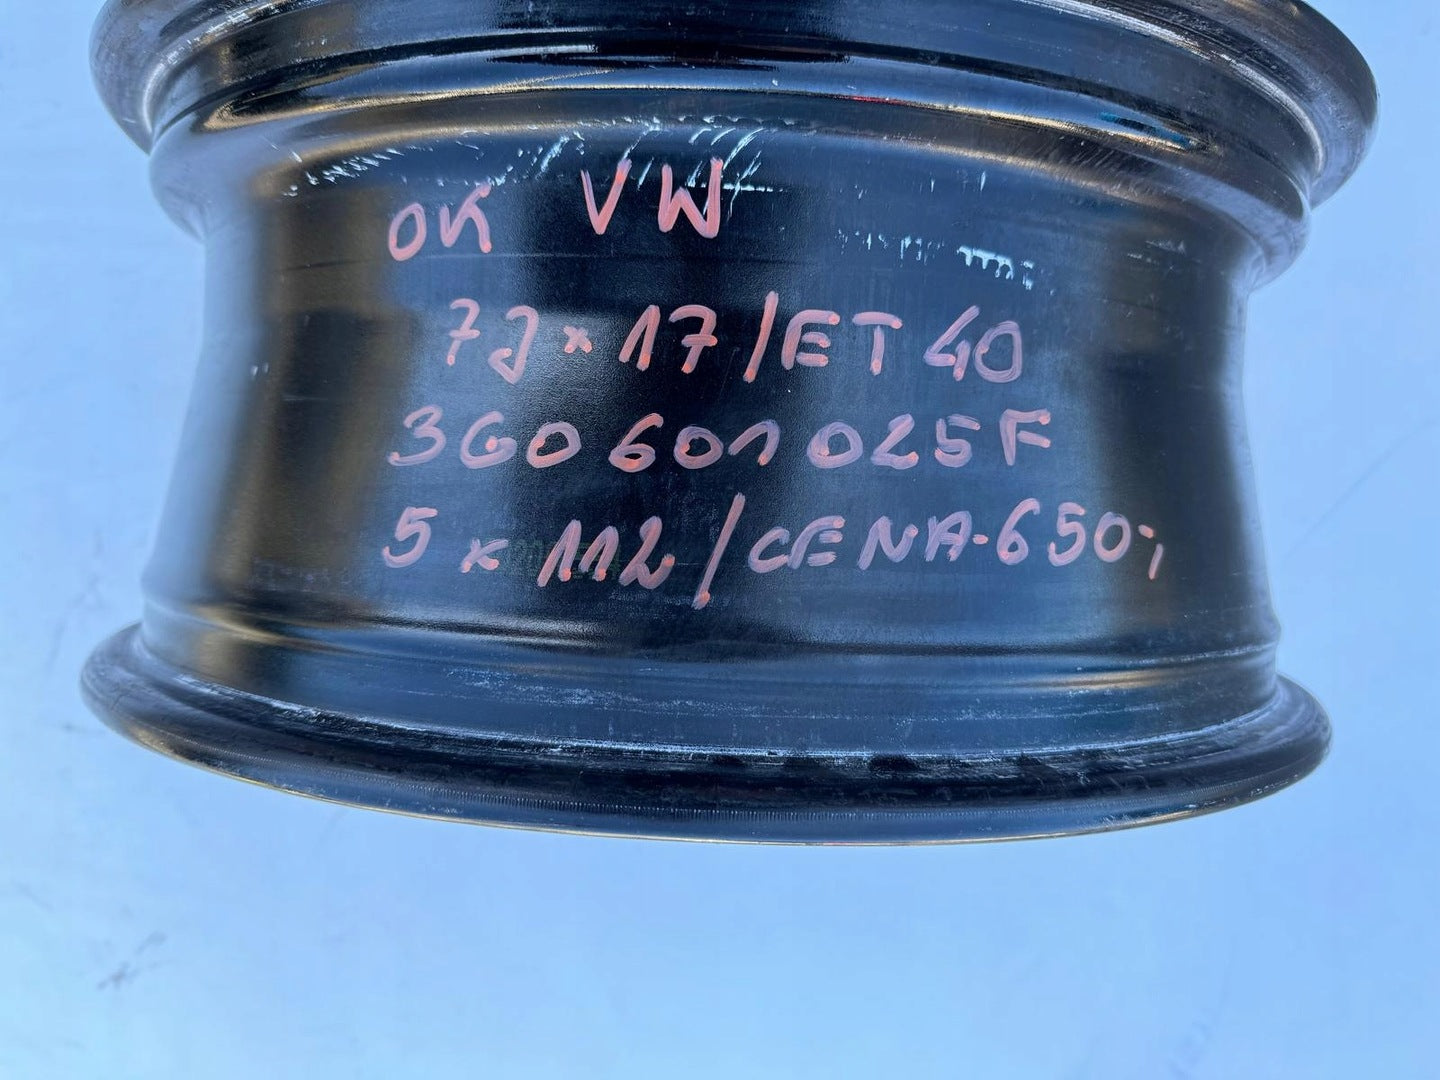 OK VW
7J x 17 / ET 40
3G0 601 025F
5 x 112 / CENA-650,-